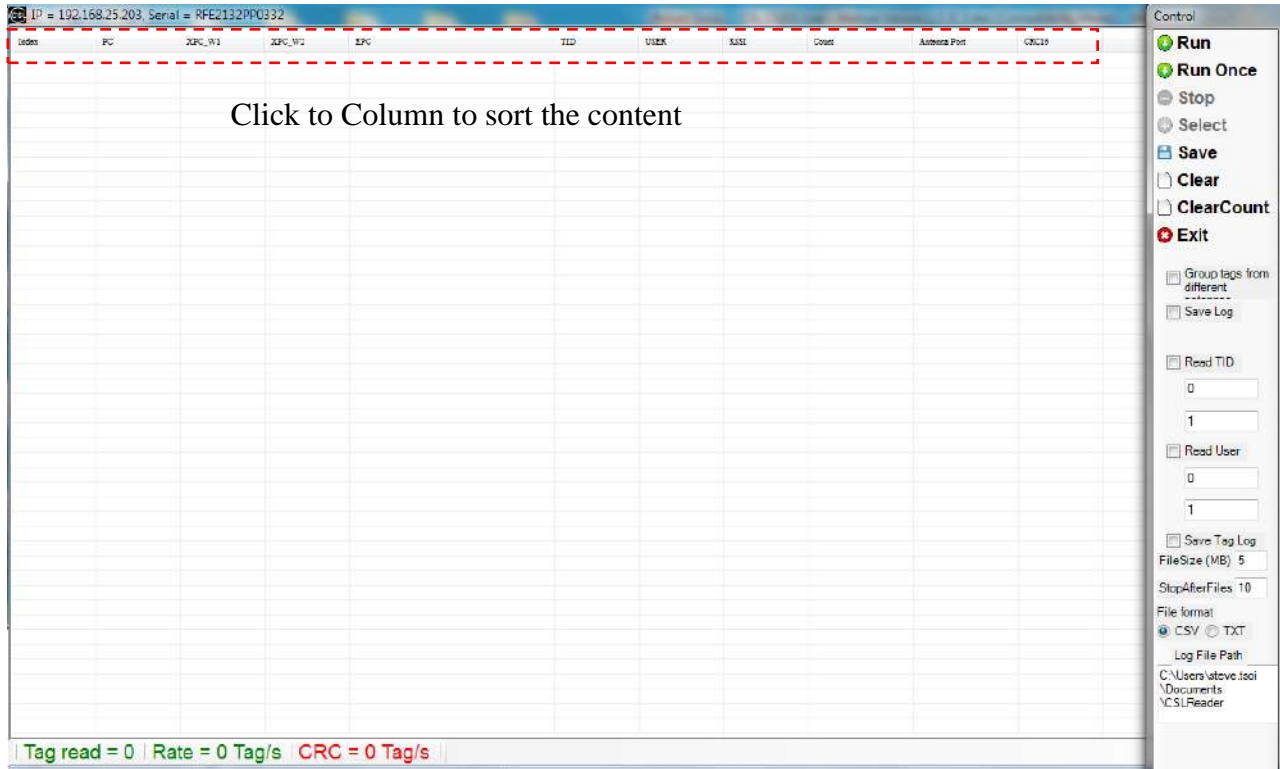 IP = 192.168.25.203, Serial = RFE2132PP0332
Control
Index PC XPC_W1 XPC_W2 EPC TID USER RSSI Count Antenna Port CRC16
Click to Column to sort the content
Run
Run Once
Stop
Select
Save
Clear
ClearCount
Exit
Group tags from
different
Save Log
Read TID
0
1
Read User
0
1
Save Tag Log
FileSize (MB) 5
StopAfterFiles 10
File format
CSV TXT
Log File Path
C:\Users\steve.tsoi
\Documents
\CSLReader
Tag read = 0 Rate = 0 Tag/s CRC = 0 Tag/s